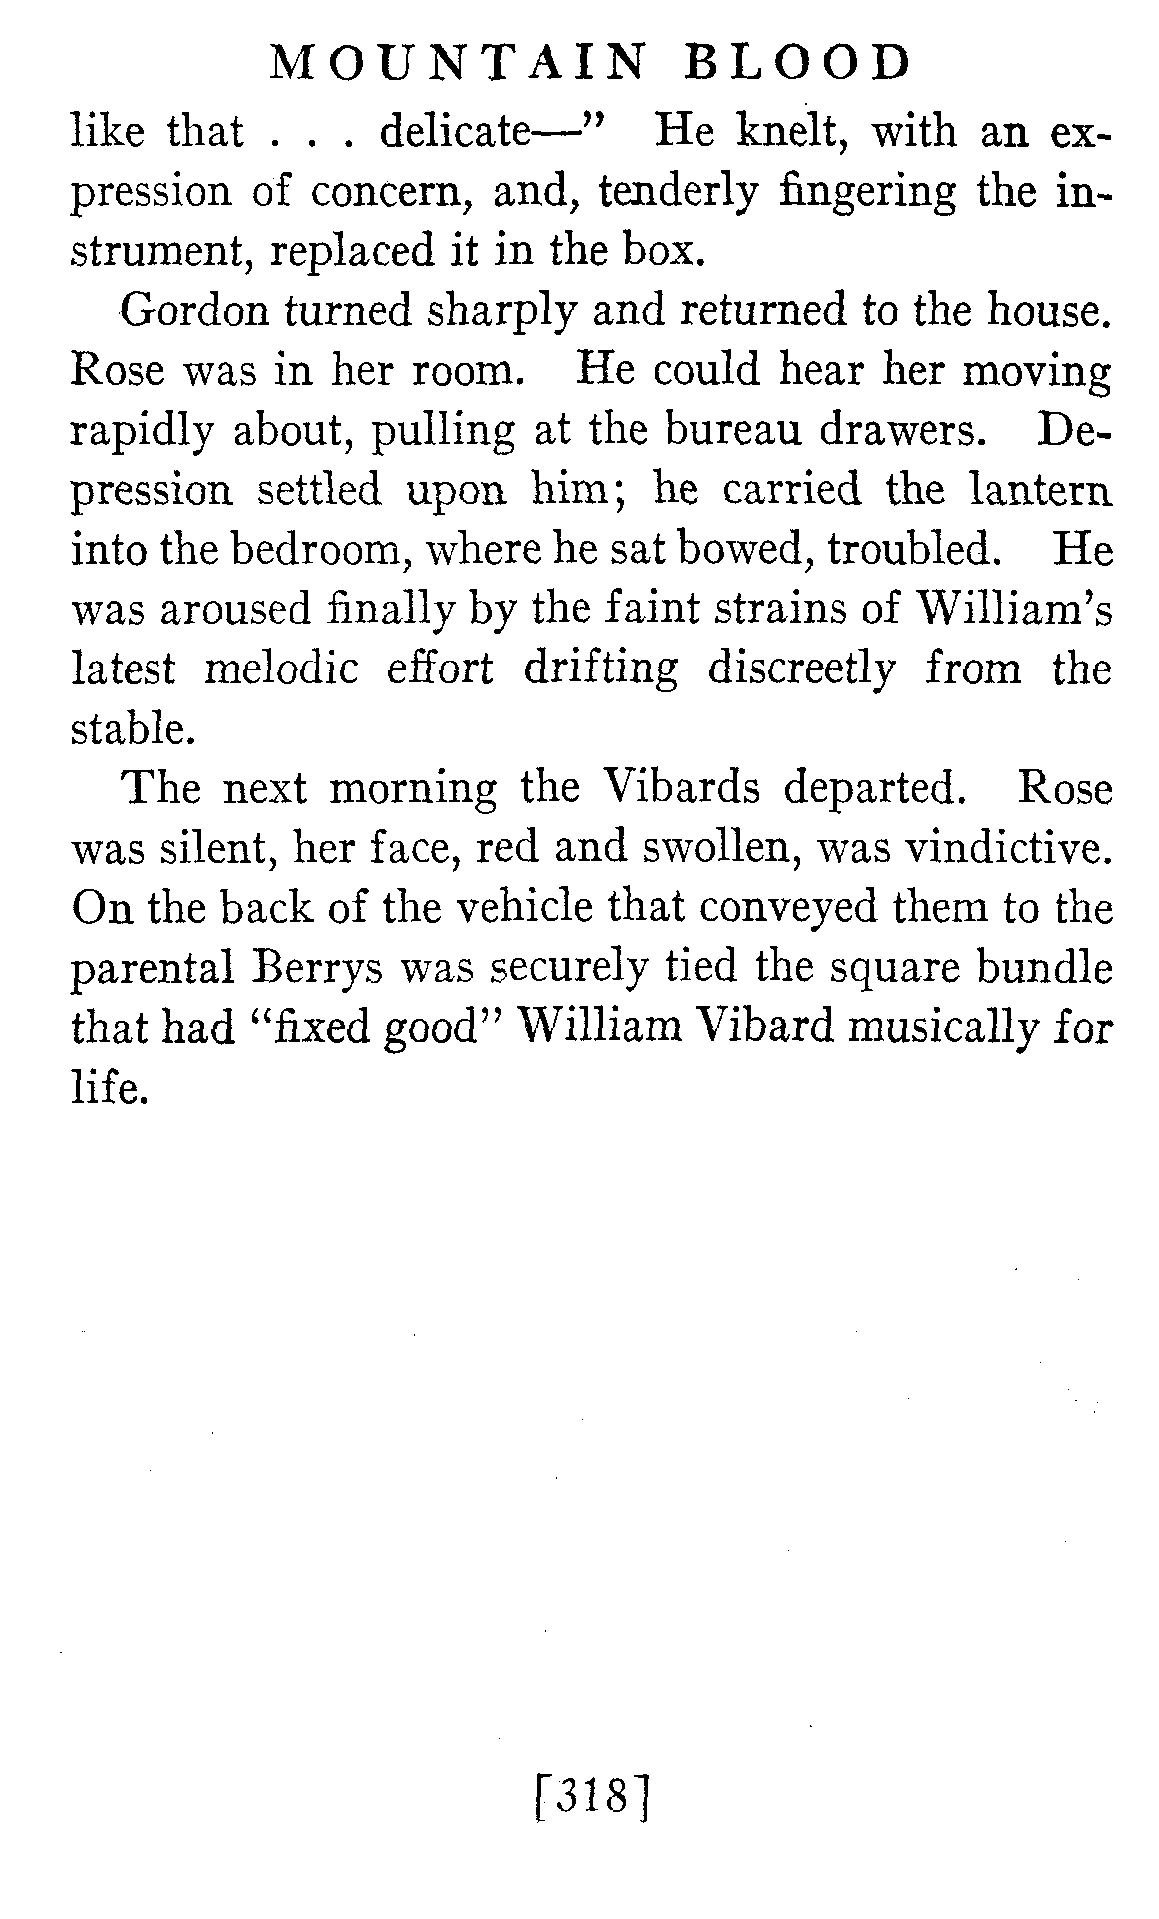 MOUNTAIN BLOOD
like that . . . delicate—” He knelt, with an ex-
pression of concern, and, tenderly fingering the in-
strument, replaced it in the box.
Gordon turned sharply and returned to the house.
Rose was in her room. He could hear her moving
rapidly about, pulling at the bureau drawers. De-
pression settled upon him; he carried the lantern
into the bedroom, where he sat bowed, troubled. He
was aroused finally by the faint strains of William’s
latest melodic effort drifting discreetly from the
stable.
The next morning the Vibards departed. Rose
was silent, her face, red and swollen, was vindictive.
On the back of the vehicle that conveyed them to the
parental Berrys was securely tied the square bundle
that had “fixed good” William Vibard musically for
life.
[318]